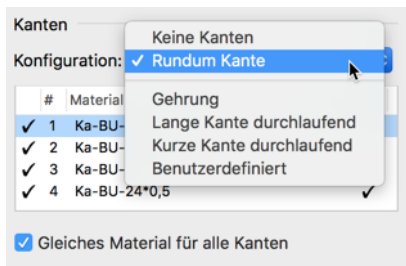 Kanten
Keine Kanten
Konfiguration: ✓ Rundum Kante
# Material
Gehrung
✓ 1 Ka-BU-
Lange Kante durchlaufend
✓ 2 Ka-BU-
Kurze Kante durchlaufend
✓ 3 Ka-BU-
Benutzerdefiniert
✓ 4 Ka-BU-24*0,5 ✓
Gleiches Material für alle Kanten